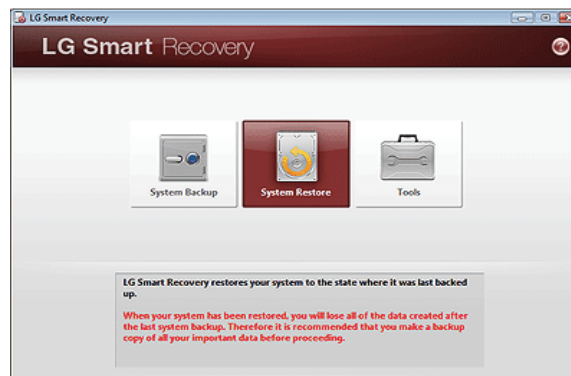 LG Smart Recovery
LG Smart Recovery
?
System Backup
System Restore
Tools
LG Smart Recovery restores your system to the state where it was last backed
up.
When your system has been restored, you will lose all of the data created after
the last system backup. Therefore it is recommended that you make a backup
copy of all your important data before proceeding.